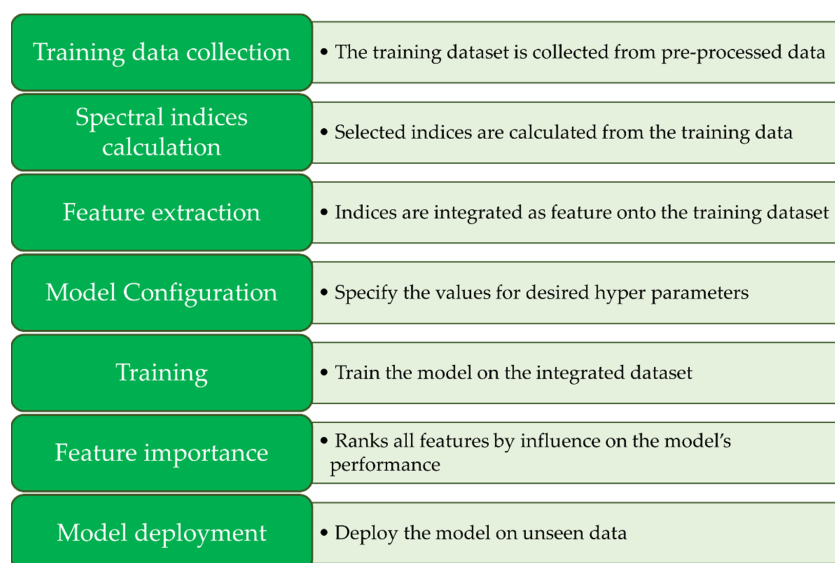 Training data collection
• The training dataset is collected from pre-processed data
Spectral indices
calculation
• Selected indices are calculated from the training data
Feature extraction
• Indices are integrated as feature onto the training dataset
Model Configuration
• Specify the values for desired hyper parameters
Training
• Train the model on the integrated dataset
Feature importance
• Ranks all features by influence on the model's
performance
Model deployment
• Deploy the model on unseen data